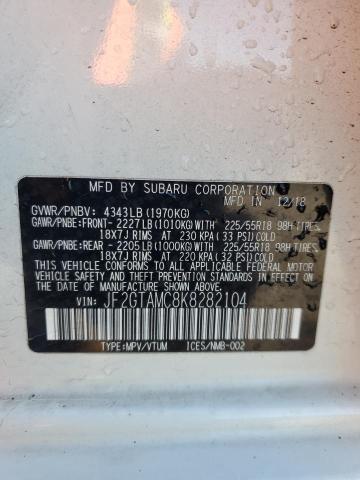 12/18
MFD. BY SUBARU CORPORATION
GVWR/PNBV: 4343LB(1970KG)
GAWR/PNBE:FRONT- 2227LB(1010KG)WITH 225/55R18 98H TIRES
18X7J RIMS AT 230 KPA(33 PSI)COLD
GAWR/PNBE:REAR - 2205LB(1000KG)WITH 225/55R18 98H TIRES
18X7J RIMS AT 220 KPA(32 PSI)COLD
THIS VEHICLE CONFORMS TO ALL APPLICABLE FEDERAL MOTOR VEHICLE SAFETY, BUMPER, AND THEFT PREVENTION STANDARDS IN EFFECT ON THE DATE OF MANUFACTURE SHOWN ABOVE.
VIN: JF2GTAMC8K8282104
TYPE:MPV/VTUM ICES/NMB-002